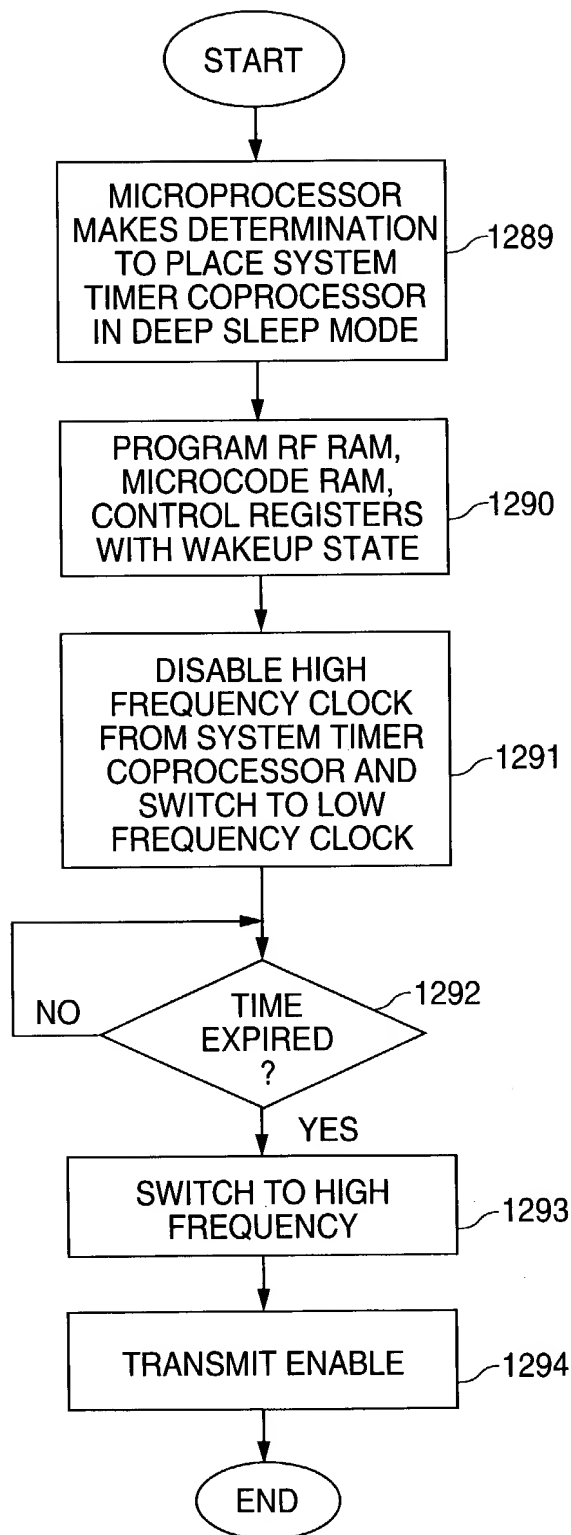 START
MICROPROCESSOR
MAKES DETERMINATION
TO PLACE SYSTEM
TIMER COPROCESSOR
IN DEEP SLEEP MODE
1289
PROGRAM RF RAM,
MICROCODE RAM,
CONTROL REGISTERS
WITH WAKEUP STATE
1290
DISABLE HIGH
FREQUENCY CLOCK
FROM SYSTEM TIMER
COPROCESSOR AND
SWITCH TO LOW
FREQUENCY CLOCK
1291
TIME
EXPIRED
?
1292
NO
YES
SWITCH TO HIGH
FREQUENCY
1293
TRANSMIT ENABLE
1294
END